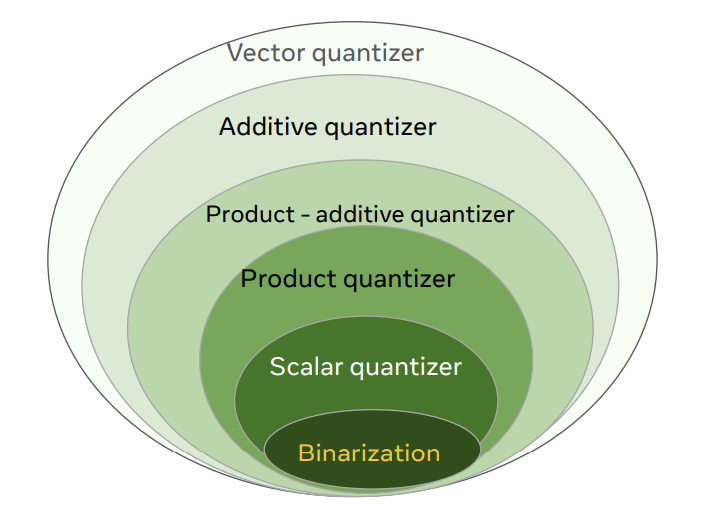 Vector quantizer
Additive quantizer
Product - additive quantizer
Product quantizer
Scalar quantizer
Binarization